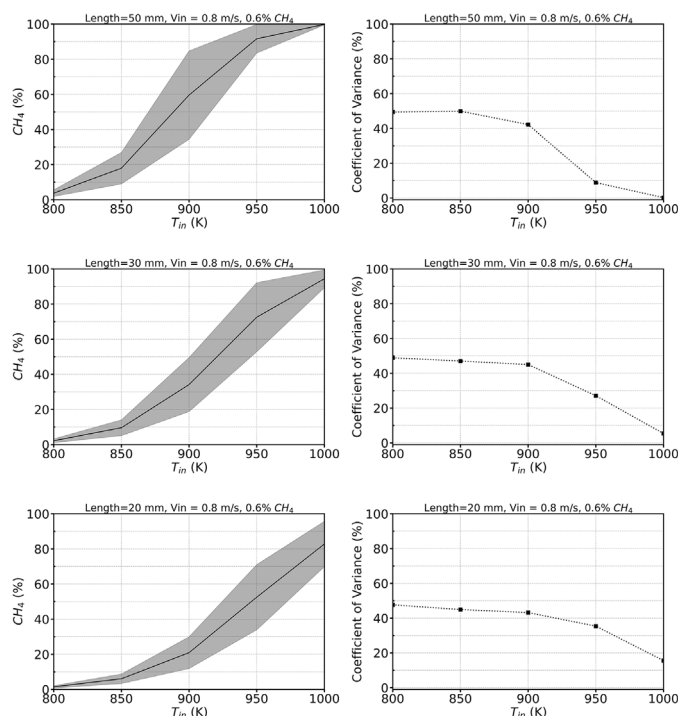 Length=50 mm, Vin = 0.8 m/s, 0.6% CH₄
100
80
60
40
20
0
CH₄ (%)
800 850 900 950 1000
T_in (K)
Length=50 mm, Vin = 0.8 m/s, 0.6% CH₄
100
80
60
40
20
0
Coefficient of Variance (%)
800 850 900 950 1000
T_in (K)
Length=30 mm, Vin = 0.8 m/s, 0.6% CH₄
100
80
60
40
20
0
CH₄ (%)
800 850 900 950 1000
T_in (K)
Length=30 mm, Vin = 0.8 m/s, 0.6% CH₄
100
80
60
40
20
0
Coefficient of Variance (%)
800 850 900 950 1000
T_in (K)
Length=20 mm, Vin = 0.8 m/s, 0.6% CH₄
100
80
60
40
20
0
CH₄ (%)
800 850 900 950 1000
T_in (K)
Length=20 mm, Vin = 0.8 m/s, 0.6% CH₄
100
80
60
40
20
0
Coefficient of Variance (%)
800 850 900 950 1000
T_in (K)